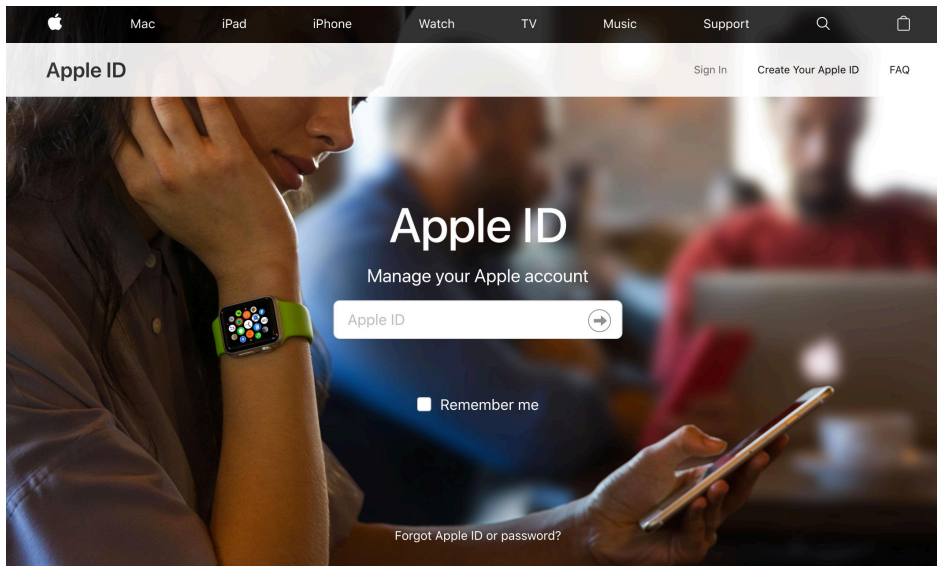 Mac iPad iPhone Watch TV Music Support
Apple ID Sign In Create Your Apple ID FAQ
Apple ID
Manage your Apple account
Apple ID
Remember me
Forgot Apple ID or password?